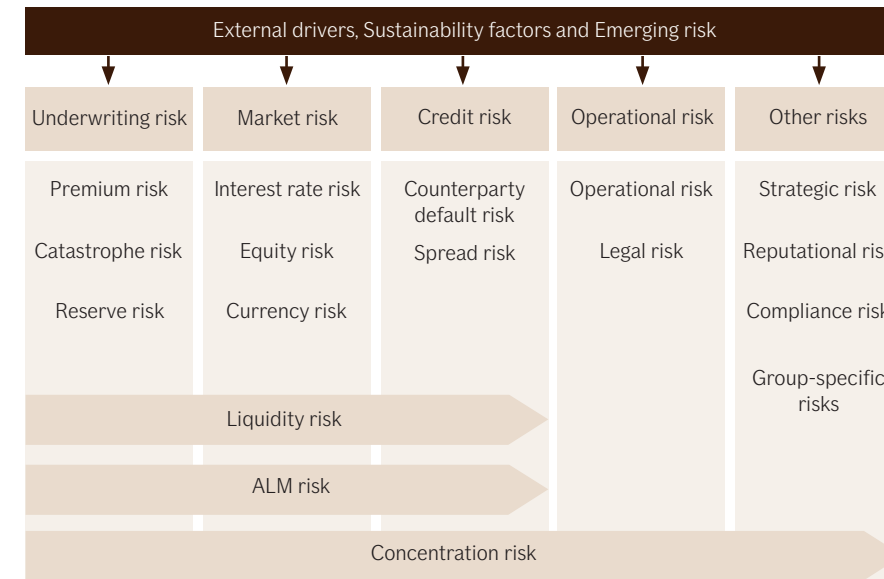 External drivers, Sustainability factors and Emerging risk
Underwriting risk
Market risk
Credit risk
Operational risk
Other risks
Premium risk
Interest rate risk
Counterparty
default risk
Operational risk
Strategic risk
Catastrophe risk
Equity risk
Spread risk
Legal risk
Reputational risk
Reserve risk
Currency risk
Compliance risk
Group-specific
risks
Liquidity risk
ALM risk
Concentration risk